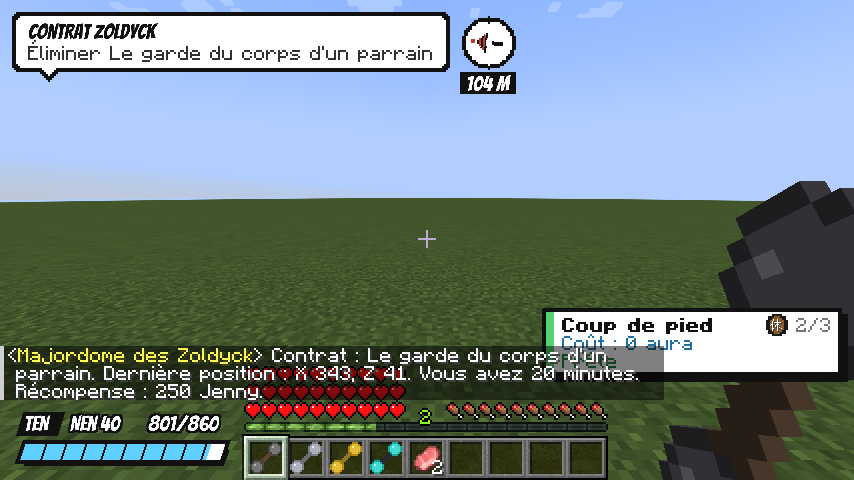 CONTRAT ZOLDYCK
Éliminer Le garde du corps d'un parrain
104 M
Coup de pied
2/3
Coût : 0 aura
<Majordome des Zoldyck> Contrat : Le garde du corps d'un
parrain. Dernière position : X 343, Z 41. Vous avez 20 minutes.
Récompense : 250 Jenny.
TEN
NEN 40
801/860
2
2